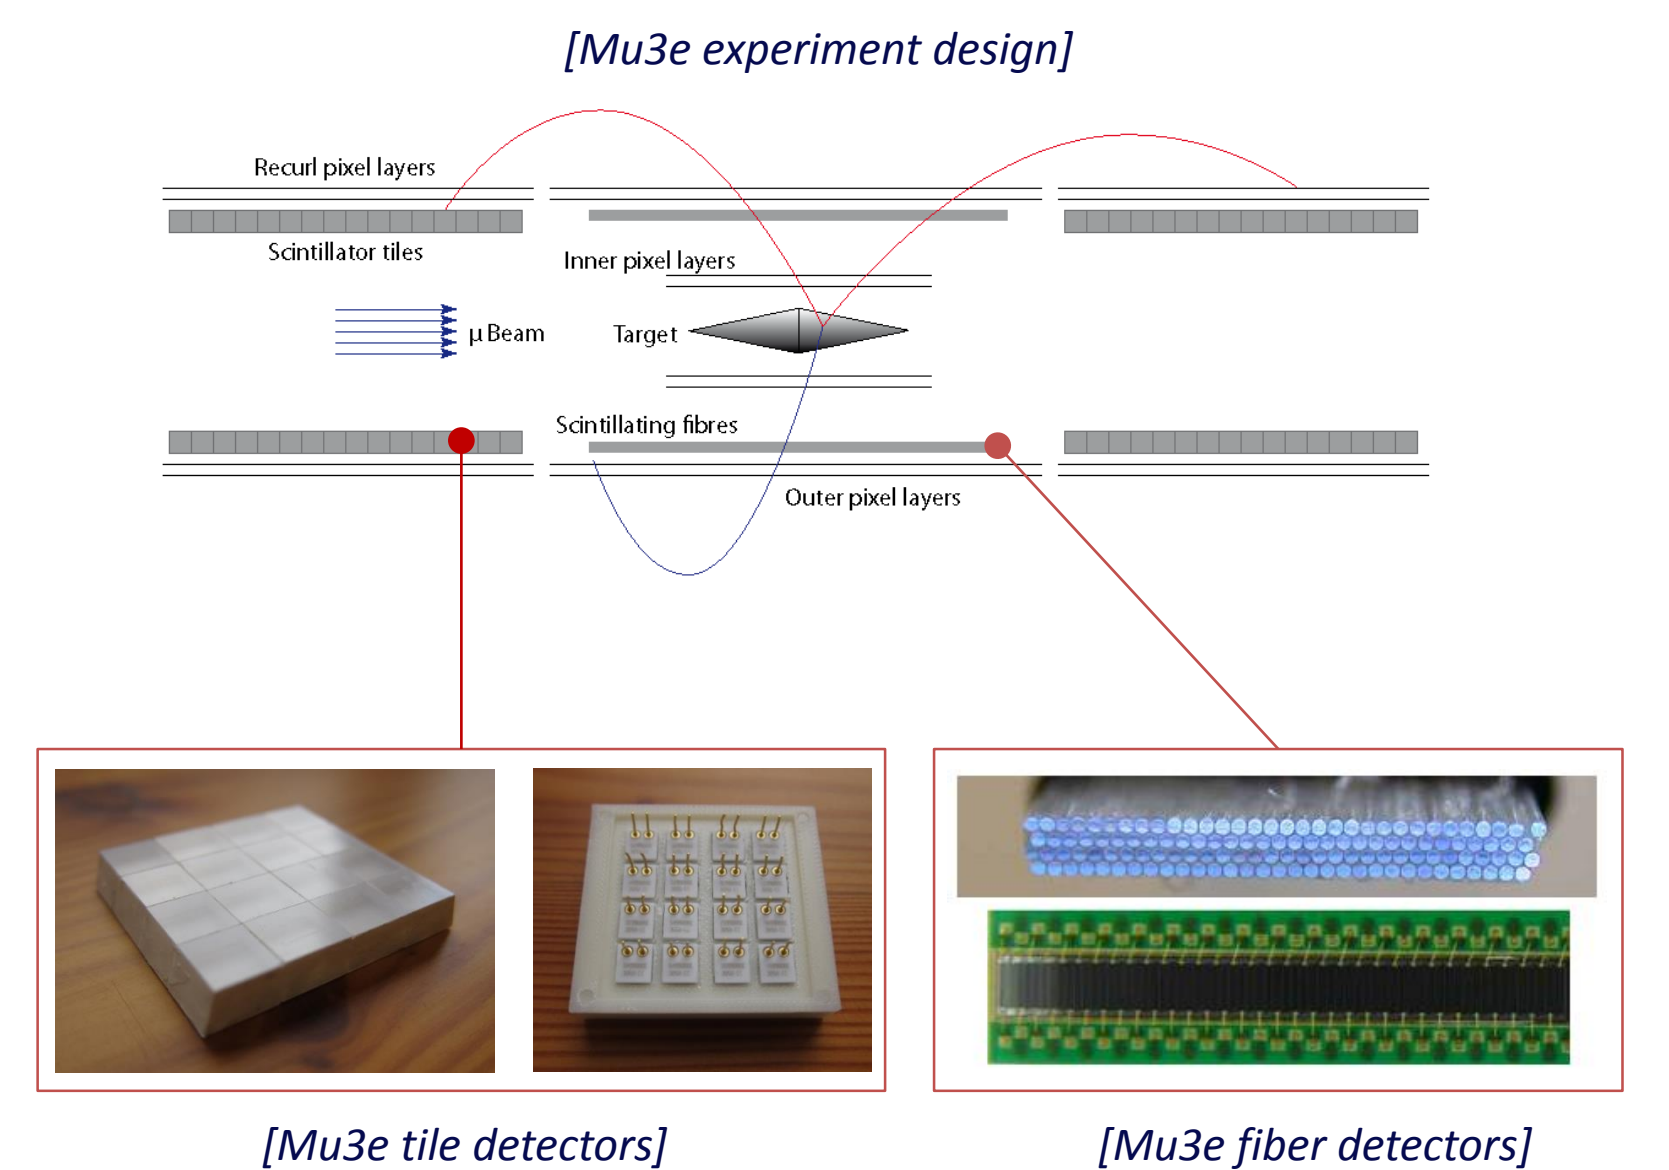 [Mu3e experiment design]
Recurl pixel layers
Scintillator tiles
Inner pixel layers
μ Beam
Target
Scintillating fibres
Outer pixel layers
[Mu3e tile detectors]
[Mu3e fiber detectors]